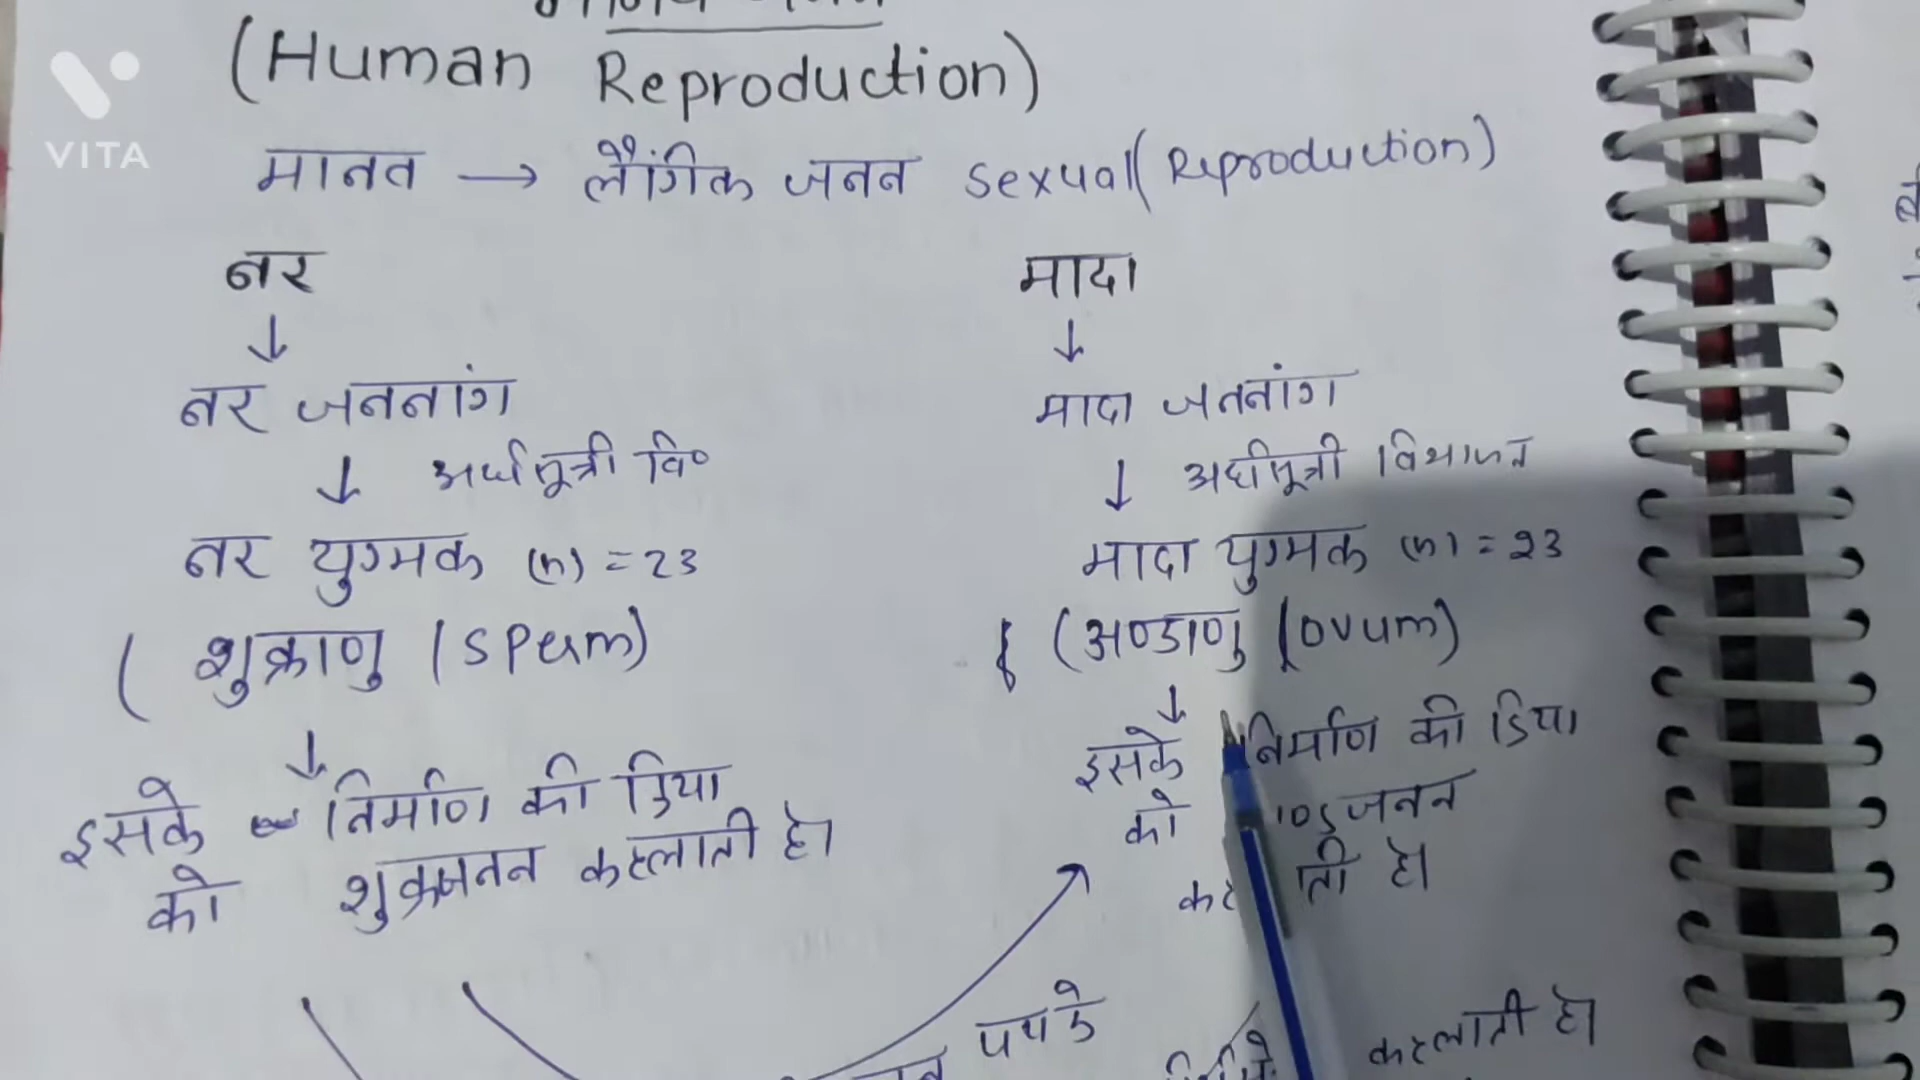 (Human Reproduction)
VITA
मानव → लैंगिक जनन sexual (Reproduction)
नर
मादा
↓
↓
नर जननांग
मादा जननांग
↓ अर्धसूत्री वि०
↓ अर्धसूत्री विभाजन
नर युग्मक (n) = 23
मादा युग्मक (n) = 23
( शुक्राणु / sperm)
(अण्डाणु (ovum)
↓
↓
इसके निर्माण की क्रिया
को शुक्रजनन कहलाती है।
इसके निर्माण की क्रिया
को जनन
ती है।
कहलाती है।